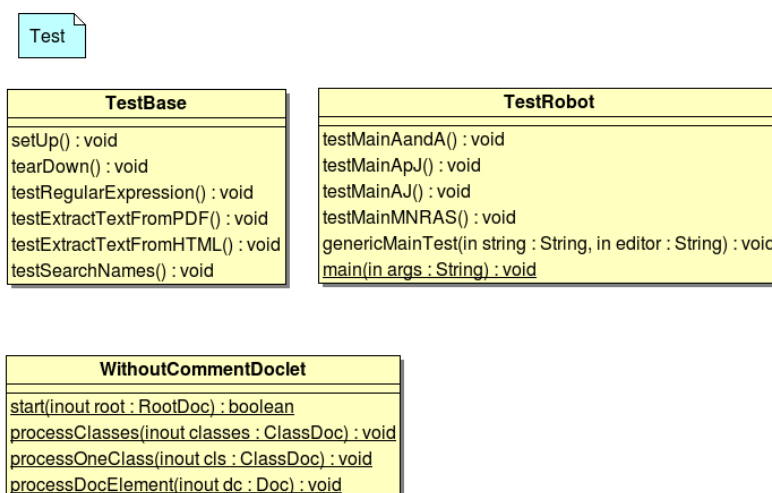 Test
TestBase
setUp() : void
tearDown() : void
testRegularExpression() : void
testExtractTextFromPDF() : void
testExtractTextFromHTML() : void
testSearchNames() : void
TestRobot
testMainAandA() : void
testMainApJ() : void
testMainAJ() : void
testMainMNRAS() : void
genericMainTest(in string : String, in editor : String) : void
main(in args : String) : void
WithoutCommentDoclet
start(inout root : RootDoc) : boolean
processClasses(inout classes : ClassDoc) : void
processOneClass(inout cls : ClassDoc) : void
processDocElement(inout dc : Doc) : void